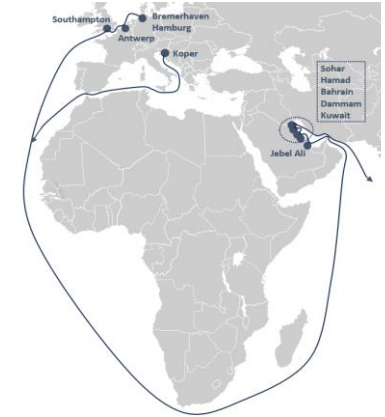 Southampton
Bremerhaven
Hamburg
Antwerp
Koper
Sohar
Hamad
Bahrain
Dammam
Kuwait
Jebel Ali